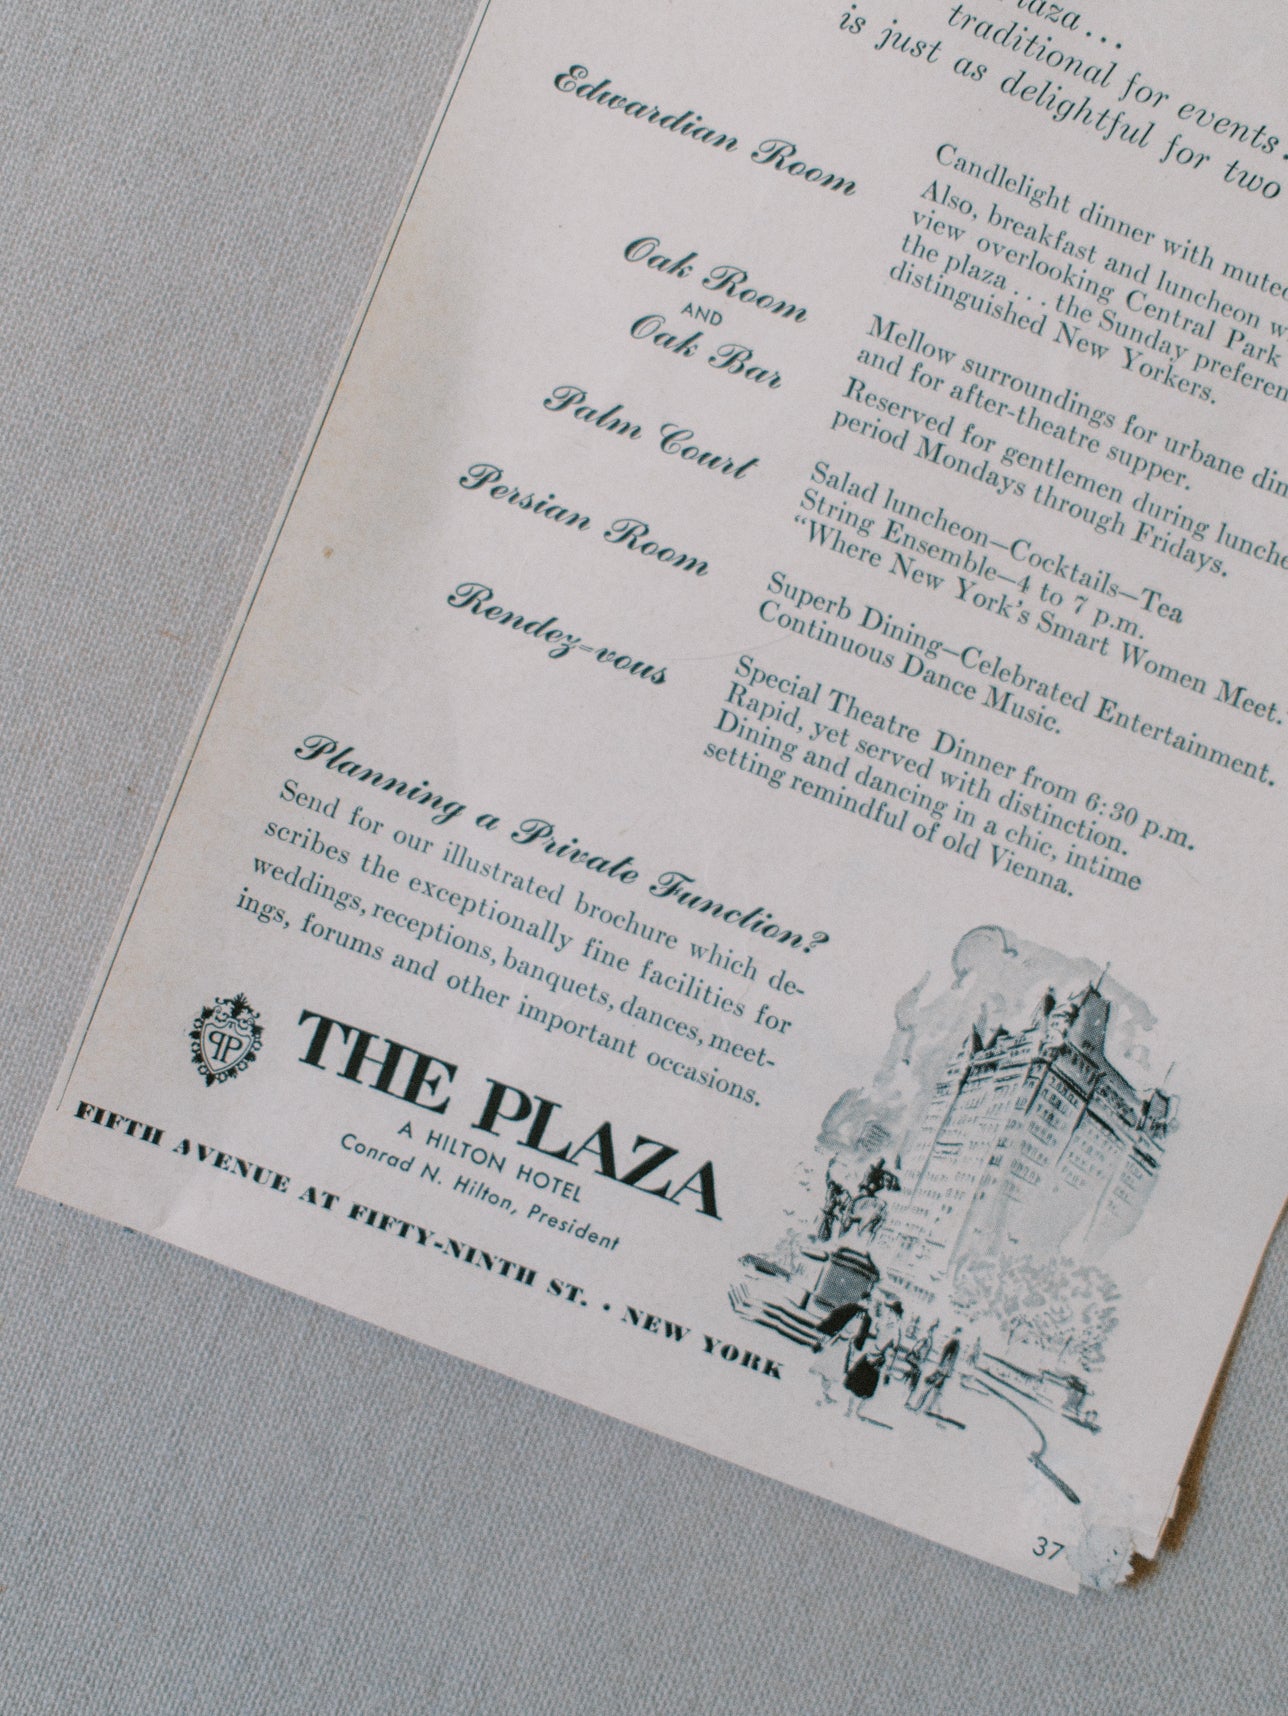 traditional for events.
is just as delightful for two
Edwardian Room
Candlelight dinner with muted
Also, breakfast and luncheon
view overlooking Central Park
the plaza . . . the Sunday
distinguished New Yorkers.
Oak Room
AND
Oak Bar
Mellow surroundings for urbane
and for after-theatre supper.
Reserved for gentlemen during
period Mondays through Fridays.
Palm Court
Salad luncheon—Cocktails—Tea
String Ensemble—4 to 7 p.m.
“Where New York's Smart Women Meet.
Persian Room
Superb Dining—Celebrated Entertainment.
Continuous Dance Music.
Rendez-vous
Special Theatre Dinner from 6:30 p.m.
Rapid, yet served with distinction.
Dining and dancing in a chic, intime
setting remindful of old Vienna.
Planning a Private Function?
Send for our illustrated brochure which de-
scribes the exceptionally fine facilities for
weddings, receptions, banquets, dances, meet-
ings, forums and other important occasions.
THE PLAZA
A HILTON HOTEL
Conrad N. Hilton, President
FIFTH AVENUE AT FIFTY-NINTH ST. • NEW YORK
37